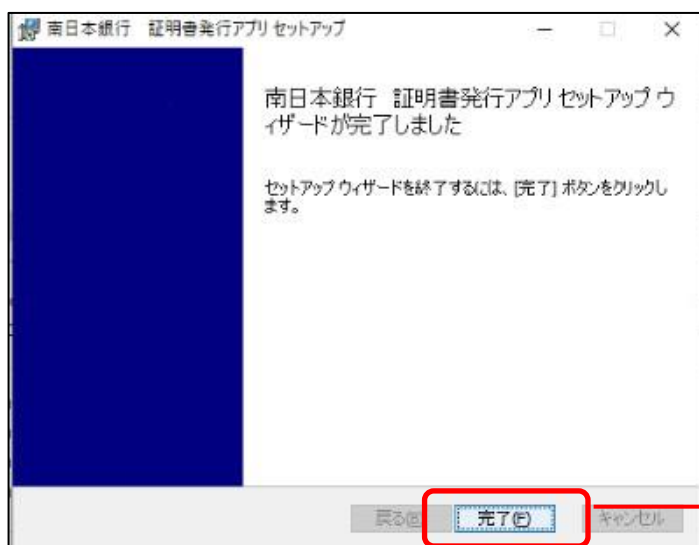 南日本銀行　証明書発行アプリ セットアップ
南日本銀行　証明書発行アプリ セットアップ ウ
ィザードが完了しました
セットアップ ウィザードを終了するには、[完了] ボタンをクリックし
ます。
戻る(B) 完了(F) キャンセル